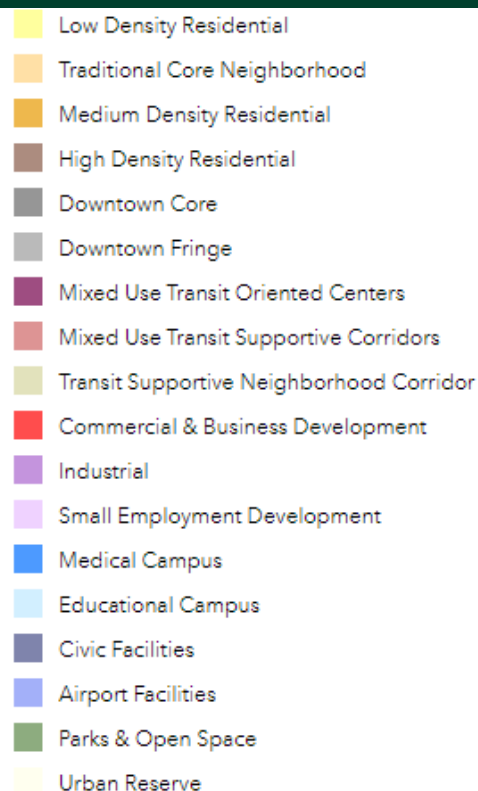 Low Density Residential
Traditional Core Neighborhood
Medium Density Residential
High Density Residential
Downtown Core
Downtown Fringe
Mixed Use Transit Oriented Centers
Mixed Use Transit Supportive Corridors
Transit Supportive Neighborhood Corridor
Commercial & Business Development
Industrial
Small Employment Development
Medical Campus
Educational Campus
Civic Facilities
Airport Facilities
Parks & Open Space
Urban Reserve